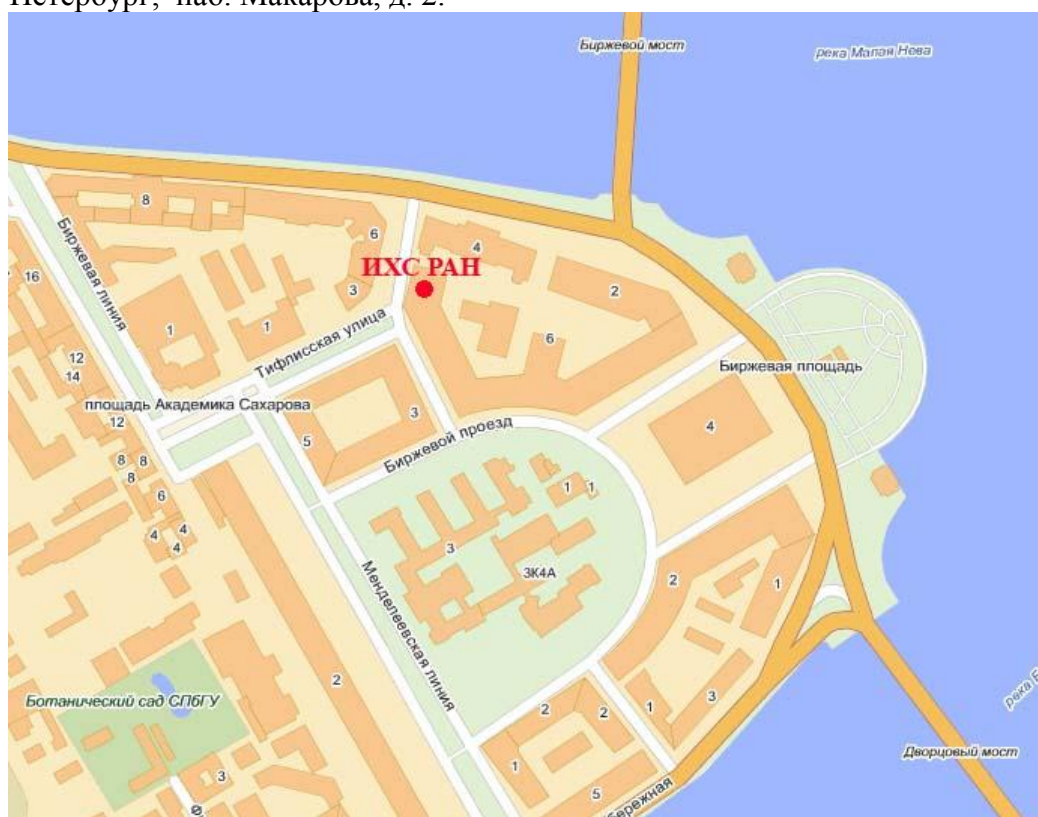 Петербург, наб. Макарова, д. 2.
Биржевой мост
река Малая Нева
8
6
4
ИХС РАН
3
2
16
Биржевая линия
1
1
Тифлисская улица
6
12
14
Биржевая площадь
площадь Академика Сахарова
12
3
4
5
Биржевой проезд
8
8
8
6
1
1
4
4
4
3
3К4А
2
1
Менделеевская линия
2
Ботанический сад СПбГУ
2
2
1
3
1
Дворцовый мост
3
5